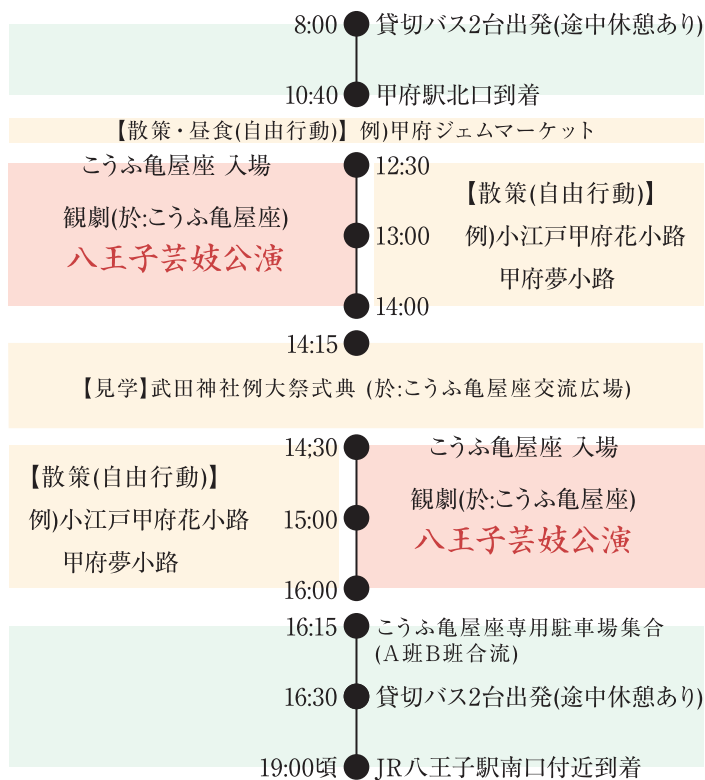 8:00 貸切バス2台出発(途中休憩あり)
10:40 甲府駅北口到着
【散策・昼食(自由行動)】例)甲府ジェムマーケット
こうふ亀屋座 入場
観劇(於:こうふ亀屋座)
八王子芸妓公演
12:30
13:00
14:00
【散策(自由行動)】
例)小江戸甲府花小路
甲府夢小路
14:15
【見学】武田神社例大祭式典 (於:こうふ亀屋座交流広場)
【散策(自由行動)】
例)小江戸甲府花小路
甲府夢小路
14;30
15:00
16:00
こうふ亀屋座 入場
観劇(於:こうふ亀屋座)
八王子芸妓公演
16:15 こうふ亀屋座専用駐車場集合
(A班B班合流)
16:30 貸切バス2台出発(途中休憩あり)
19:00頃 JR八王子駅南口付近到着